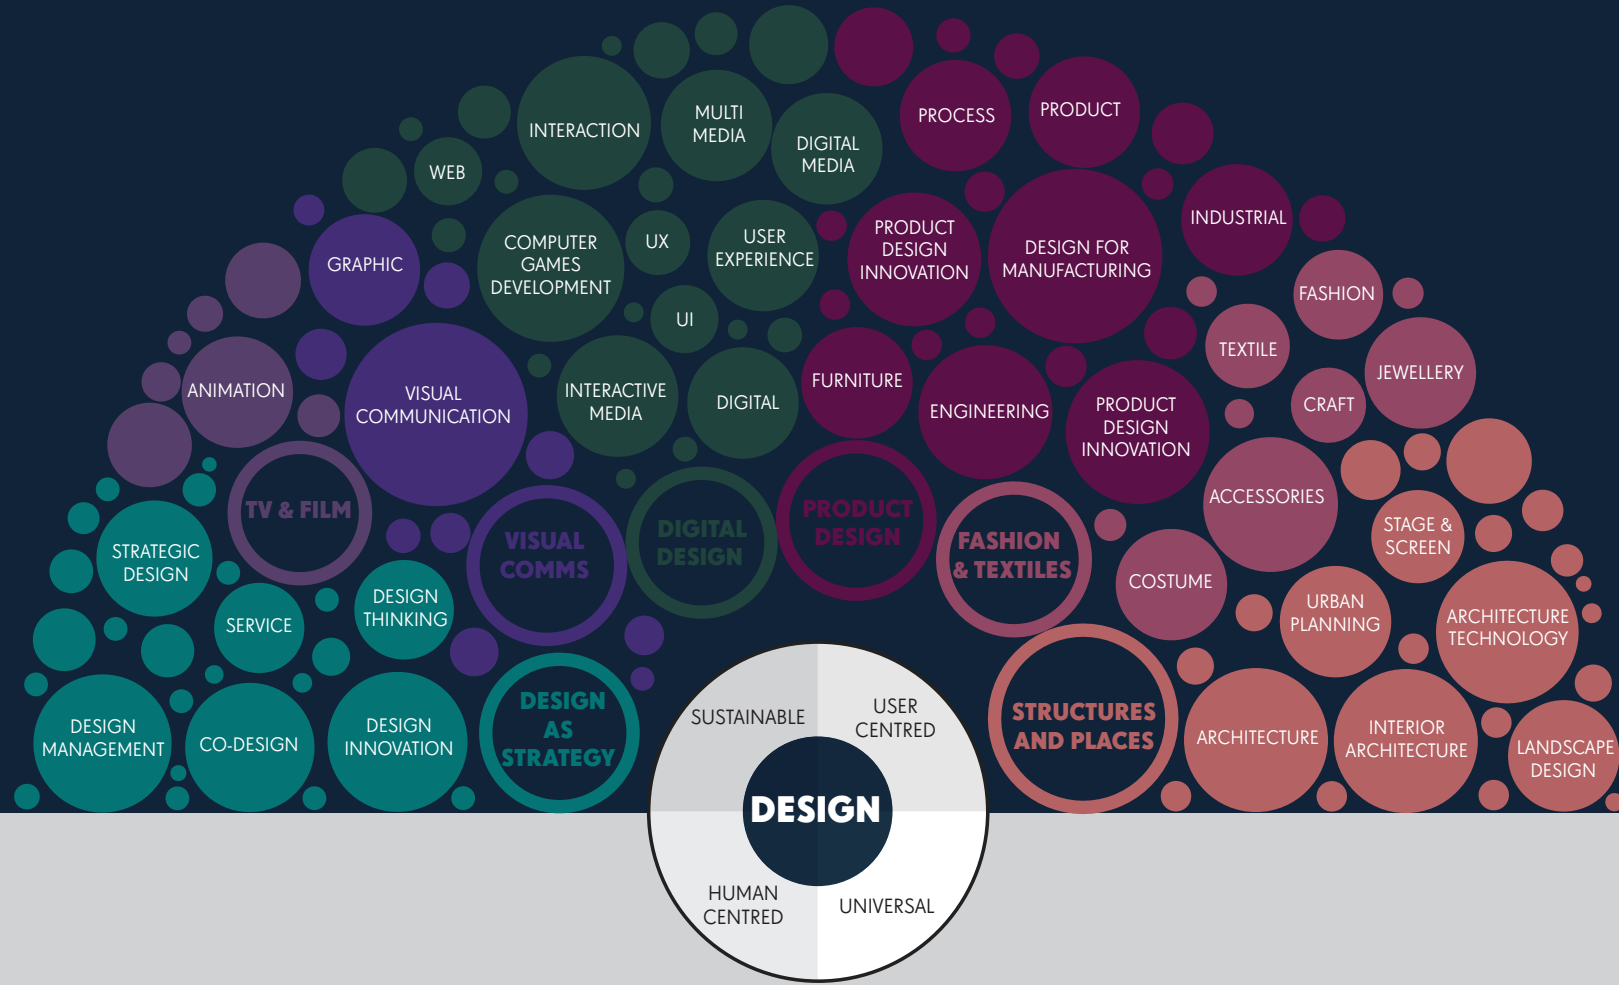 INTERACTION
MULTI
MEDIA
DIGITAL
MEDIA
PROCESS
PRODUCT
WEB
GRAPHIC
COMPUTER
GAMES
DEVELOPMENT
UX
USER
EXPERIENCE
PRODUCT
DESIGN
INNOVATION
DESIGN FOR
MANUFACTURING
INDUSTRIAL
FASHION
UI
TEXTILE
ANIMATION
VISUAL
COMMUNICATION
INTERACTIVE
MEDIA
DIGITAL
FURNITURE
ENGINEERING
PRODUCT
DESIGN
INNOVATION
CRAFT
JEWELLERY
TV & FILM
VISUAL
COMMS
DIGITAL
DESIGN
PRODUCT
DESIGN
FASHION
& TEXTILES
ACCESSORIES
STAGE &
SCREEN
STRATEGIC
DESIGN
SERVICE
DESIGN
THINKING
COSTUME
URBAN
PLANNING
ARCHITECTURE
TECHNOLOGY
DESIGN
MANAGEMENT
CO-DESIGN
DESIGN
INNOVATION
DESIGN
AS
STRATEGY
SUSTAINABLE
USER
CENTRED
STRUCTURES
AND PLACES
ARCHITECTURE
INTERIOR
ARCHITECTURE
LANDSCAPE
DESIGN
DESIGN
HUMAN
CENTRED
UNIVERSAL